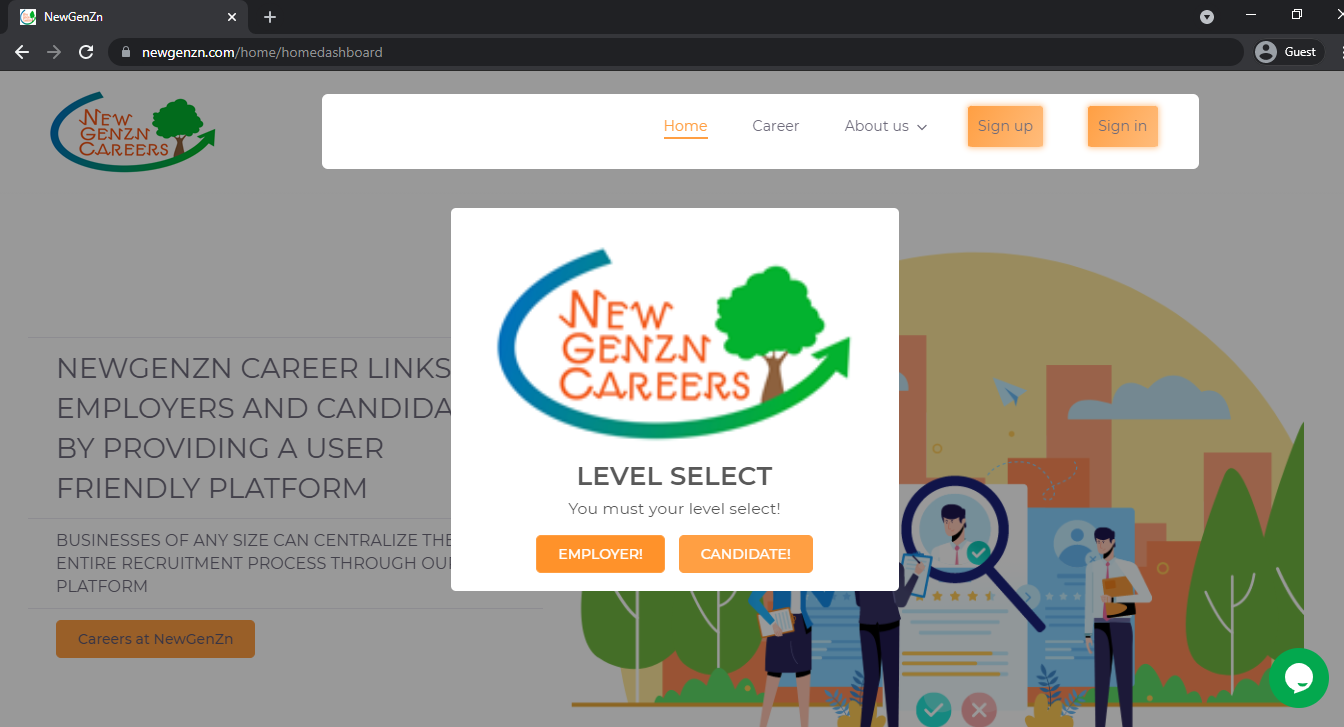 NewGenZn
newgenzn.com/home/homedashboard
Guest
NEW
GENZN
CAREERS
Home
Career
About us
Sign up
Sign in
NEW
GENZN
CAREERS
LEVEL SELECT
You must your level select!
EMPLOYER!
CANDIDATE!
NEWGENZN CAREER LINKS
EMPLOYERS AND CANDIDA
BY PROVIDING A USER
FRIENDLY PLATFORM
BUSINESSES OF ANY SIZE CAN CENTRALIZE THE
ENTIRE RECRUITMENT PROCESS THROUGH OU
PLATFORM
Careers at NewGenZn